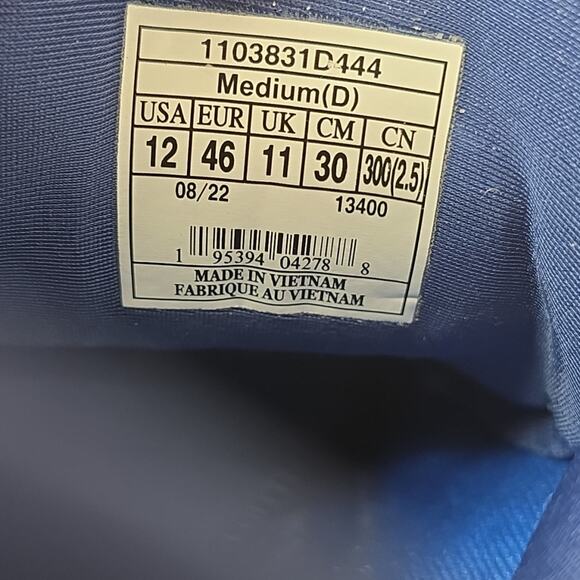 1103831D444
Medium(D)
USA EUR UK CM CN
12 46 11 30 300(2.5)
08/22 13400
1 95394 04278 8
MADE IN VIETNAM
FABRIQUE AU VIETNAM